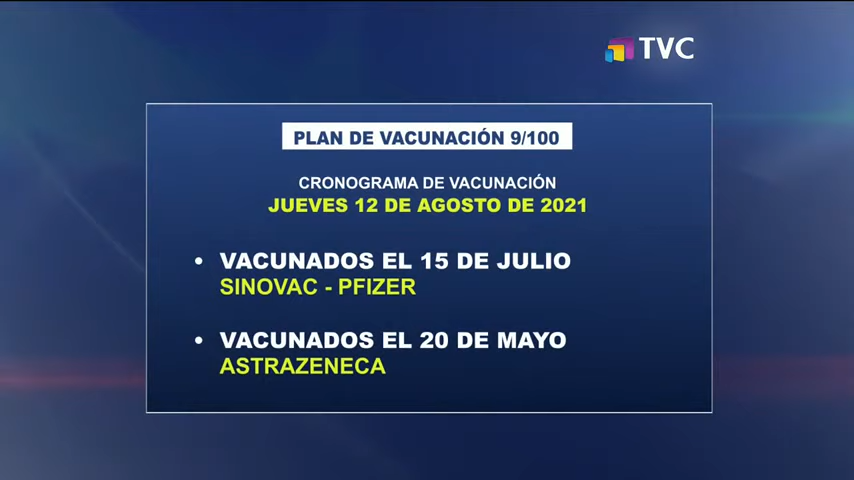 TVC
PLAN DE VACUNACIÓN 9/100
CRONOGRAMA DE VACUNACIÓN
JUEVES 12 DE AGOSTO DE 2021
• VACUNADOS EL 15 DE JULIO
SINOVAC - PFIZER
• VACUNADOS EL 20 DE MAYO
ASTRAZENECA